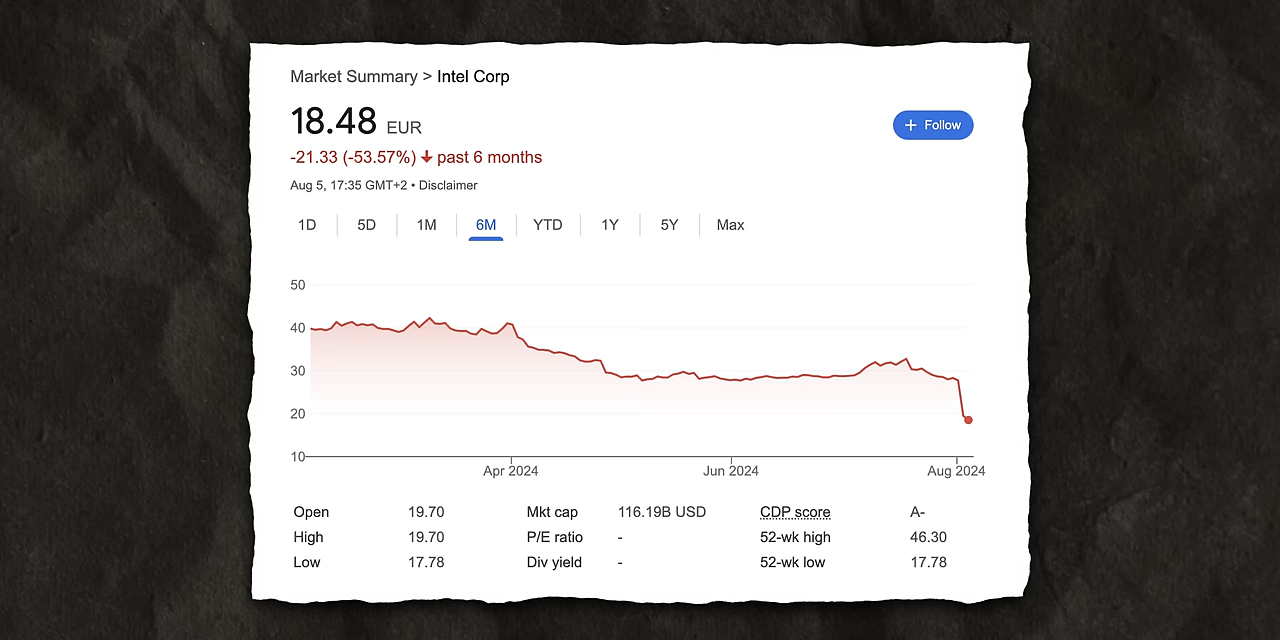 Market Summary > Intel Corp
18.48 EUR
+ Follow
-21.33 (-53.57%) ↓ past 6 months
Aug 5, 17:35 GMT+2 • Disclaimer
1D 5D 1M 6M YTD 1Y 5Y Max
50
40
30
20
10
Apr 2024 Jun 2024 Aug 2024
Open 19.70 Mkt cap 116.19B USD CDP score A-
High 19.70 P/E ratio - 52-wk high 46.30
Low 17.78 Div yield - 52-wk low 17.78